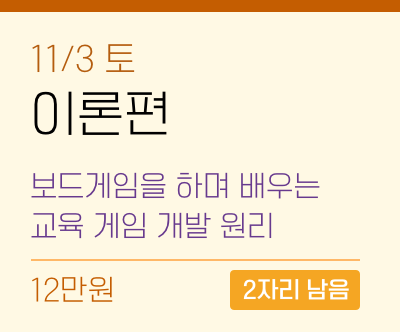 11/3 토
이론편
보드게임을 하며 배우는
교육 게임 개발 원리
12만원
2자리 남음